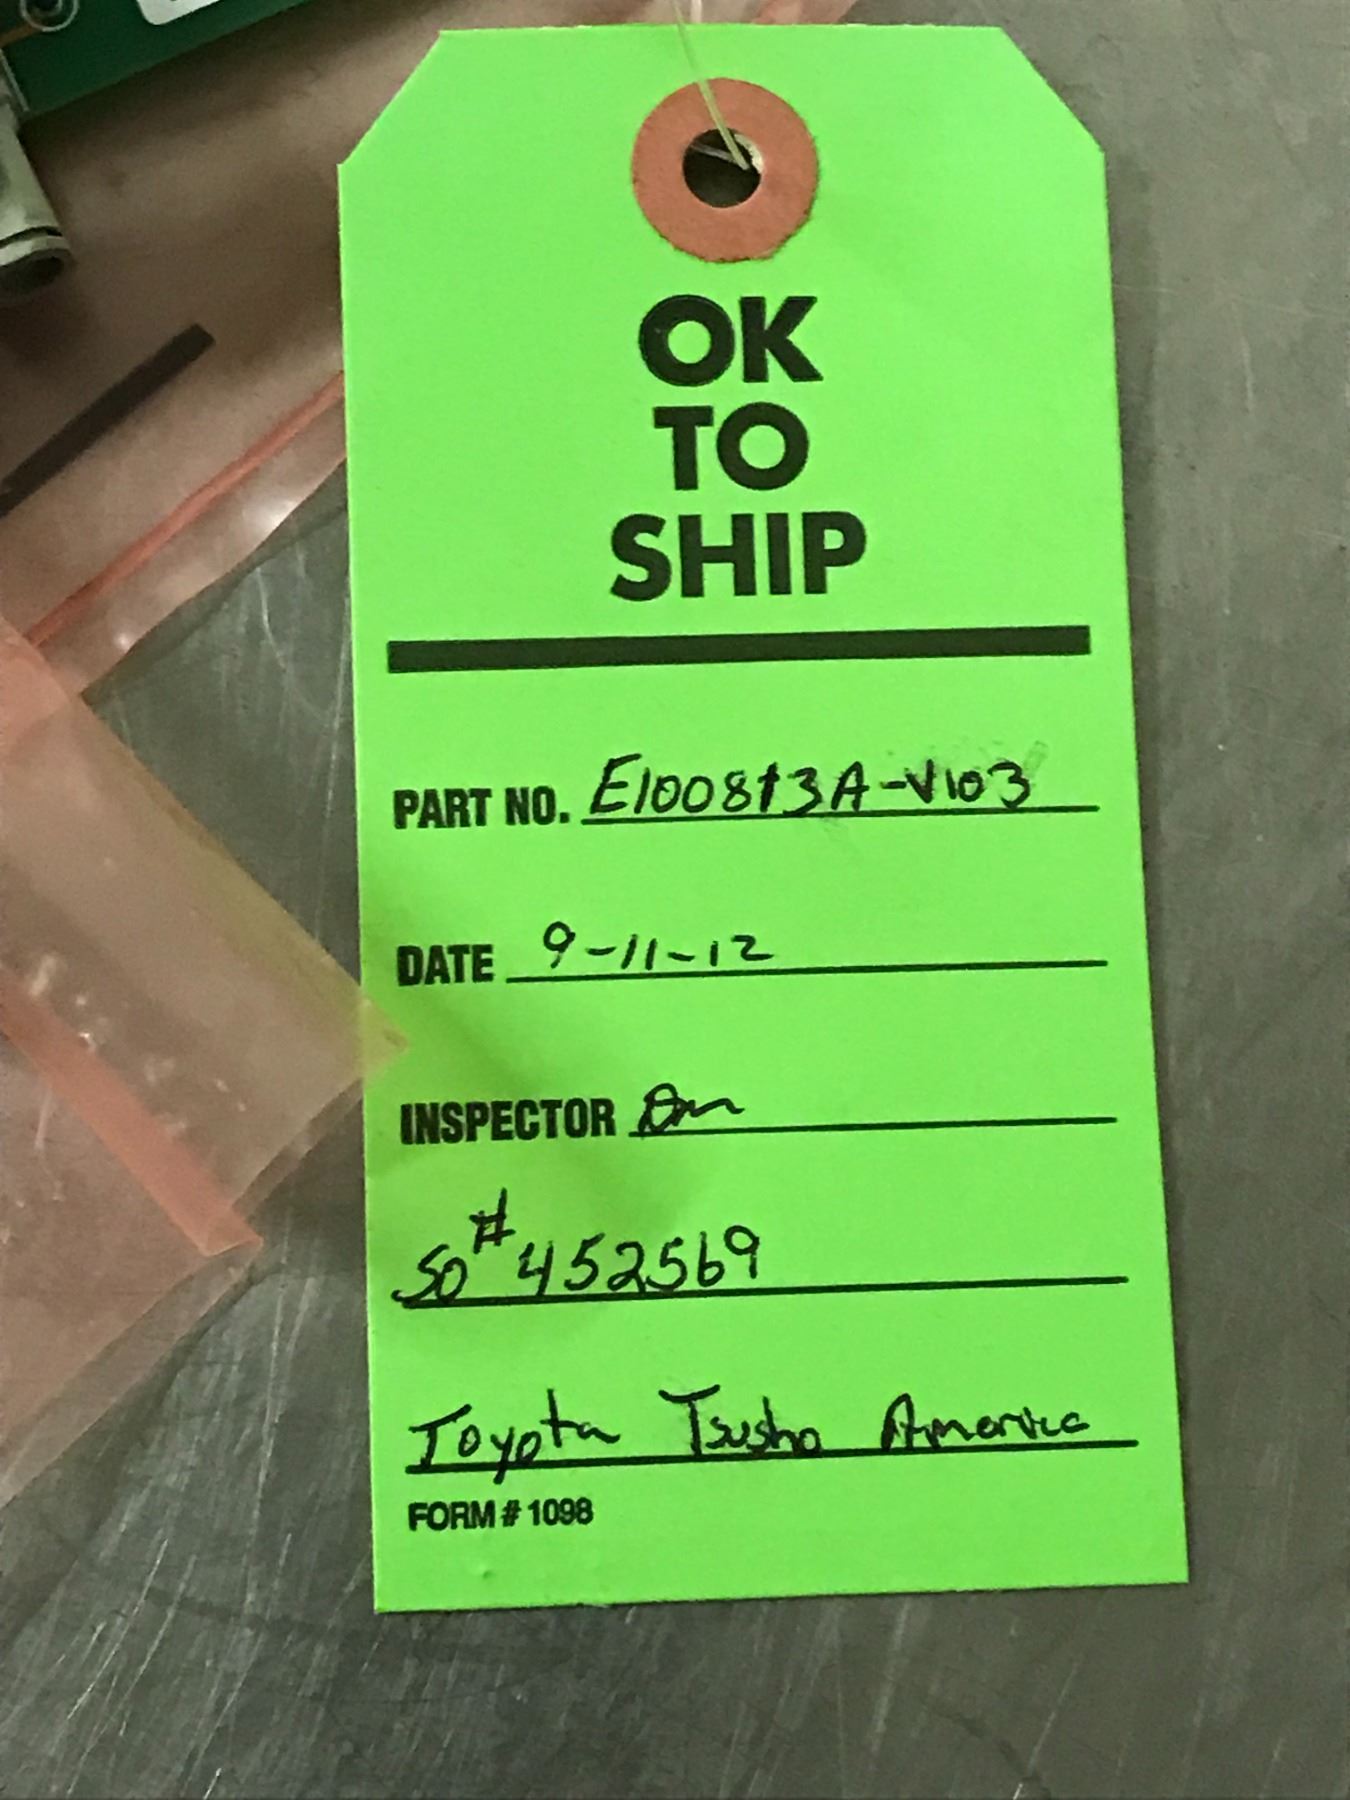 OK
TO
SHIP
PART NO. E100813A-V103
DATE 9-11-12
INSPECTOR
SO # 452569
Toyota Tsusho America
FORM # 1098